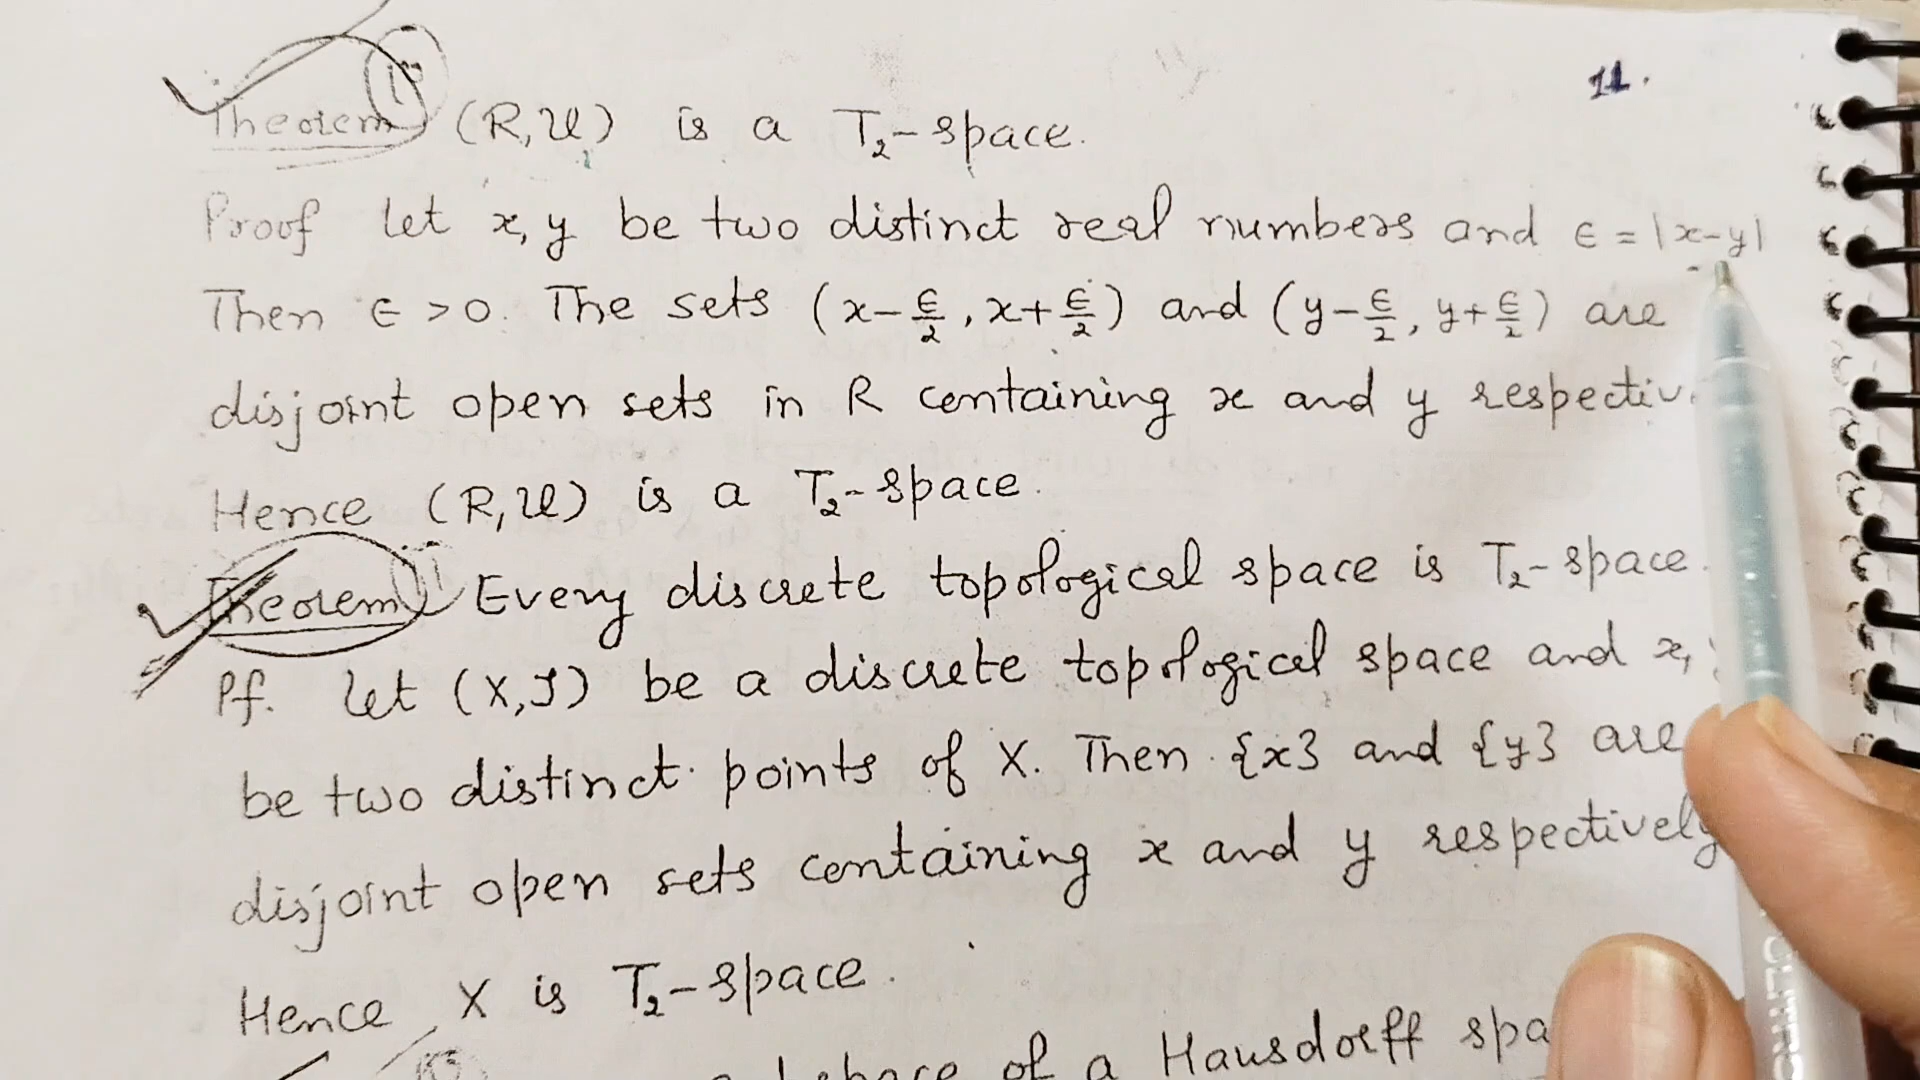 11.
Theorem (R,U) is a T₂-space.
Proof let x, y be two distinct real numbers and ϵ = |x-y|
Then ϵ > 0. The sets (x-ϵ/2, x+ϵ/2) and (y-ϵ/2, y+ϵ/2) are
disjoint open sets in R containing x and y respectiv
Hence (R,U) is a T₂-space.
Theorem Every discrete topological space is T₂-space.
Pf. let (X,J) be a discrete topological space and x,
be two distinct points of X. Then {x} and {y} are
disjoint open sets containing x and y respectively
Hence X is T₂-space.
of a Hausdorff spa